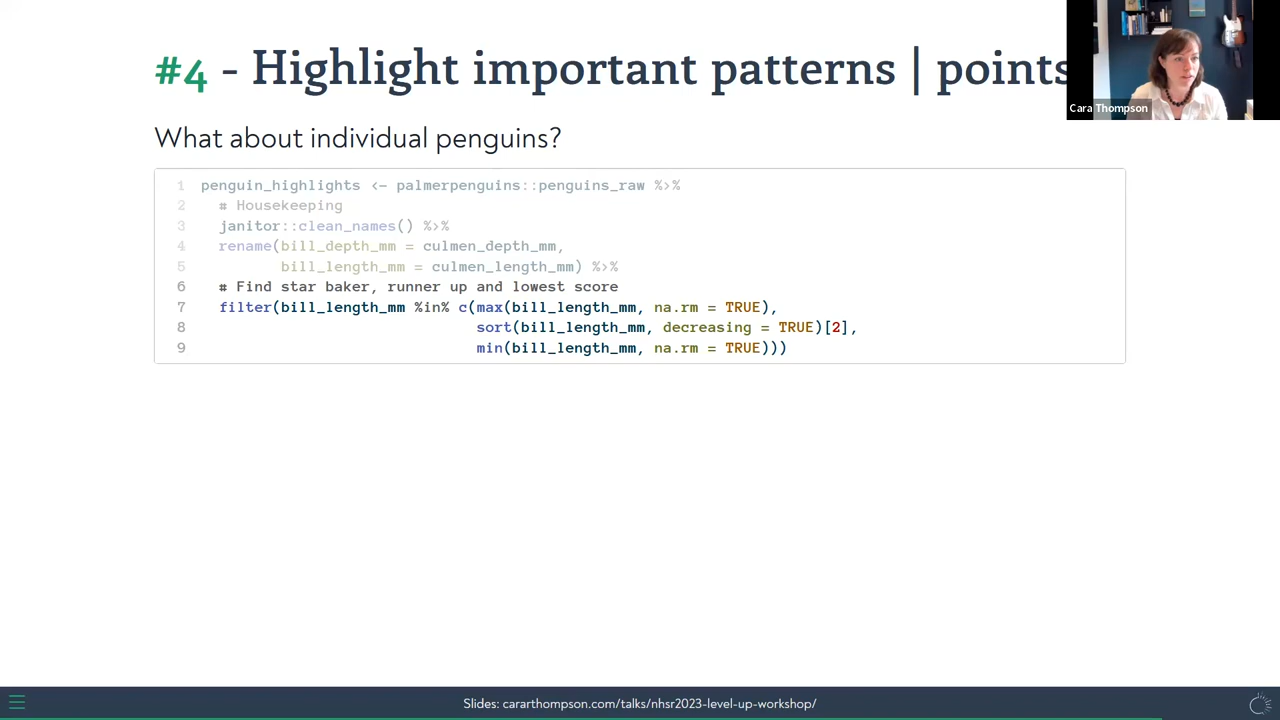 #4 - Highlight important patterns | points
Cara Thompson
What about individual penguins?
1 penguin_highlights <- palmerpenguins::penguins_raw %>%
2 # Housekeeping
3 janitor::clean_names() %>%
4 rename(bill_depth_mm = culmen_depth_mm,
5 bill_length_mm = culmen_length_mm) %>%
6 # Find star baker, runner up and lowest score
7 filter(bill_length_mm %in% c(max(bill_length_mm, na.rm = TRUE),
8 sort(bill_length_mm, decreasing = TRUE)[2],
9 min(bill_length_mm, na.rm = TRUE)))
Slides: cararthompson.com/talks/nhsr2023-level-up-workshop/